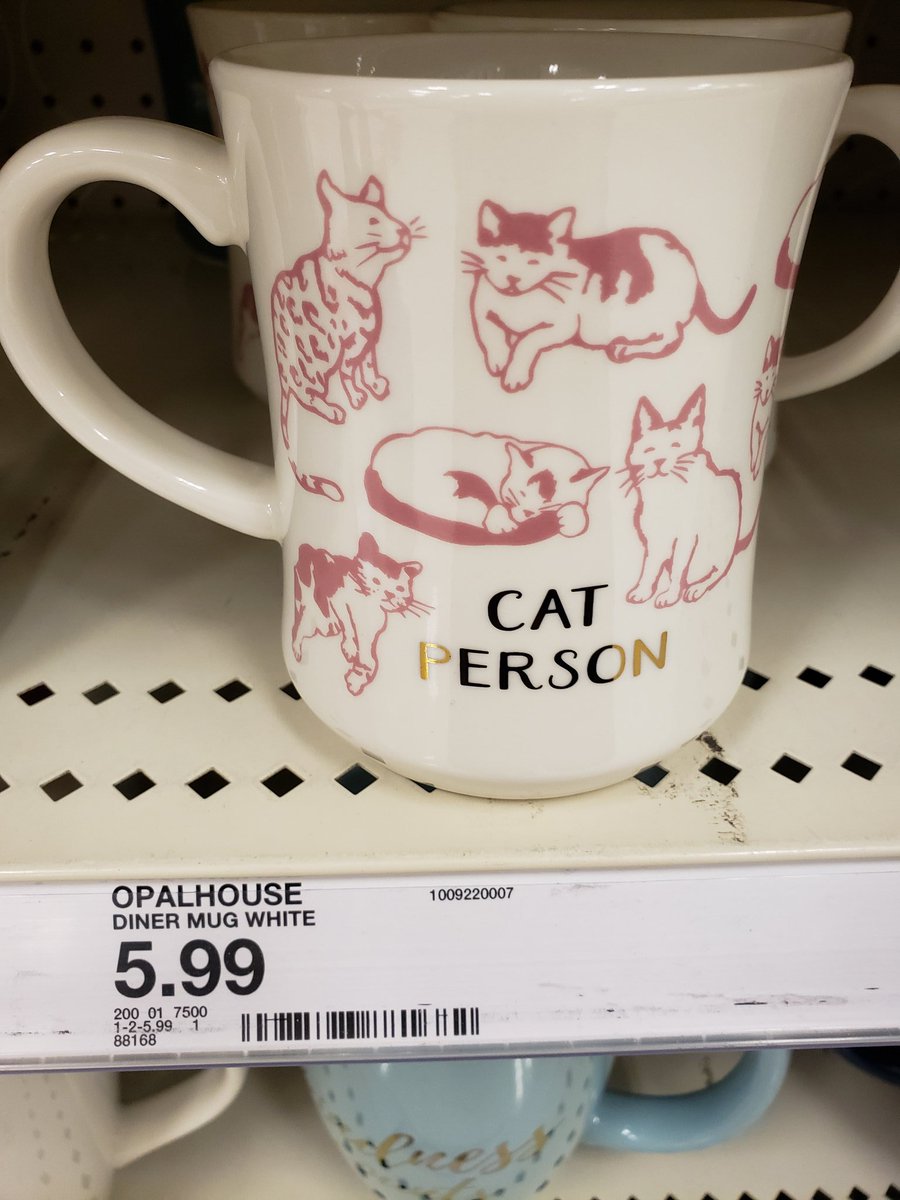 CAT
PERSON
OPALHOUSE 1009220007
DINER MUG WHITE
5.99
200 01 7500
1-2-5.99 1
88168